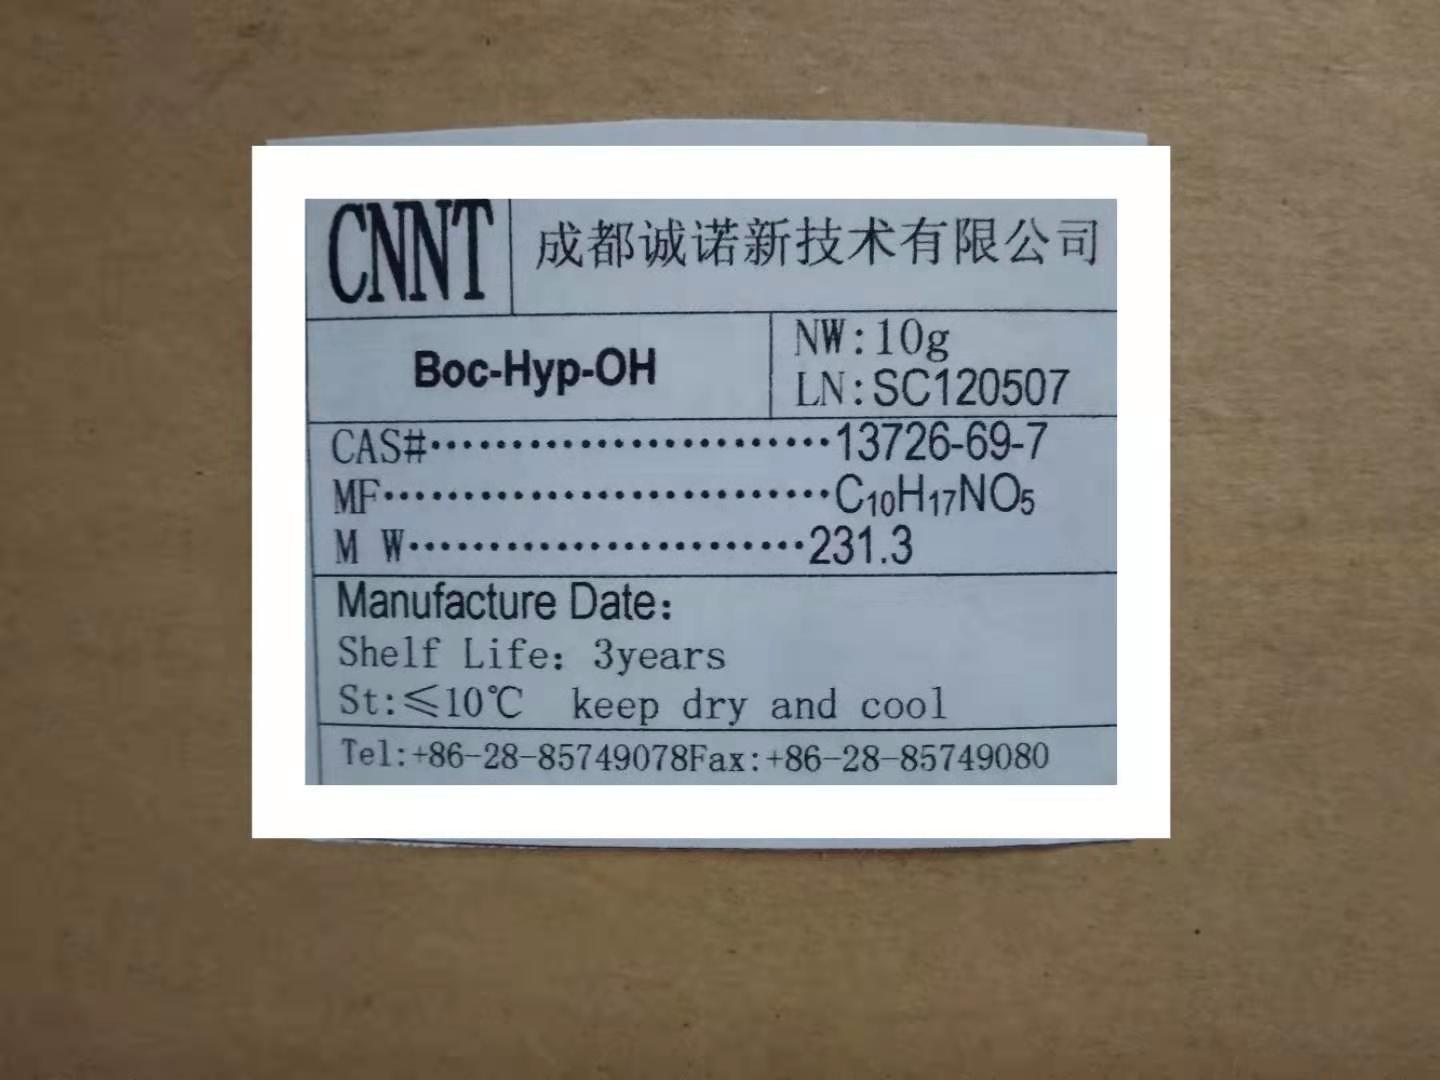 CNNT 成都诚诺新技术有限公司
Boc-Hyp-OH
NW:10g
LN:SC120507
CAS#························13726-69-7
MF···························C₁₀H₁₇NO₅
M W························231.3
Manufacture Date:
Shelf Life: 3years
St:≤10℃ keep dry and cool
Tel:+86-28-85749078Fax:+86-28-85749080